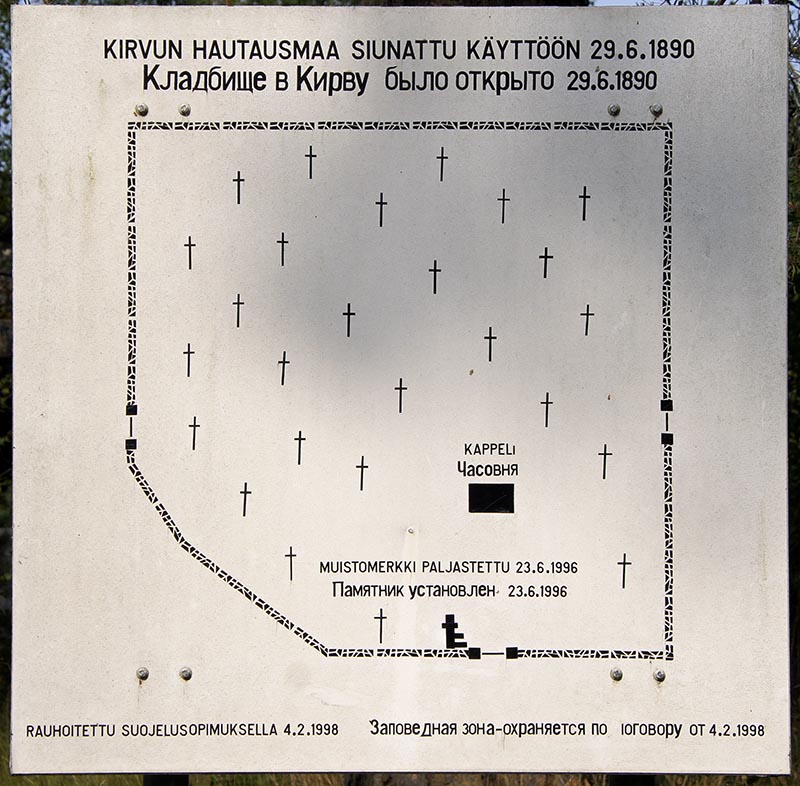 KIRVUN HAUTAUSMAA SIUNATTU KÄYTTÖÖN 29.6.1890
Кладбище в Кирву было открыто 29.6.1890
KAPPELI
Часовня
MUISTOMERKKI PALJASTETTU 23.6.1996
Памятник установлен 23.6.1996
RAUHOITETTU SUOJELUSOPIMUKSELLA 4.2.1998 Заповедная зона-охраняется по іоговору от 4.2.1998